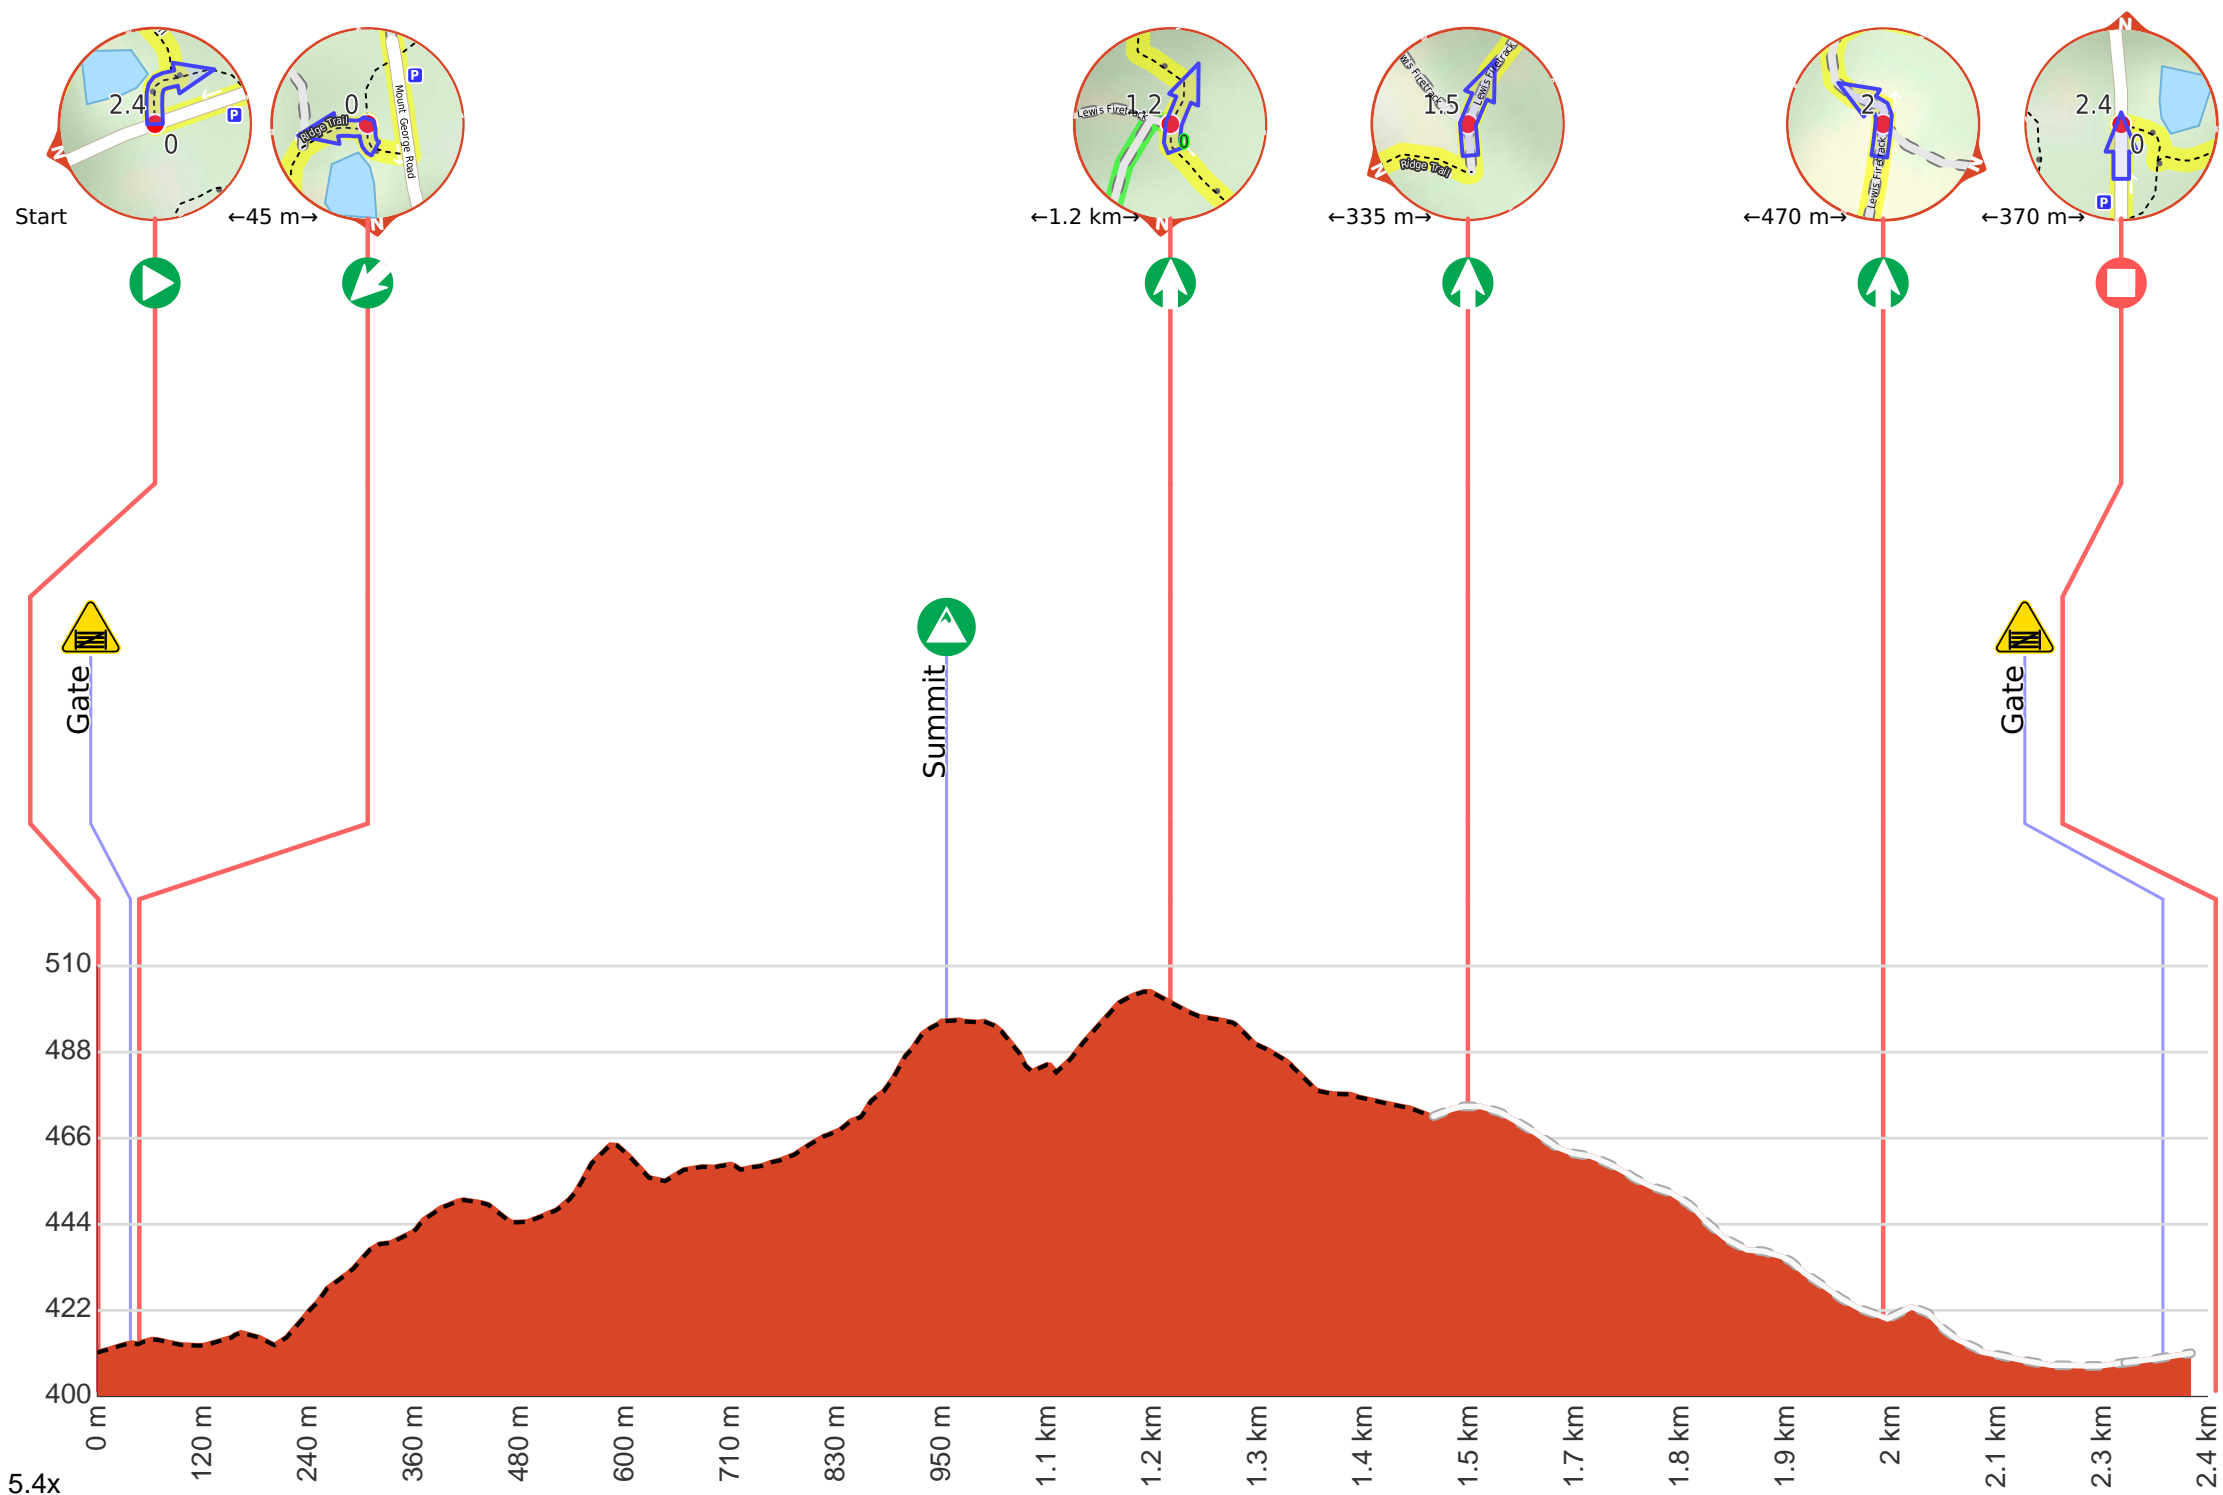 N
2.4
0
P
Start
0
P
Mount George Road
Ridge Trail
N
←45 m→
1.2
0
Lewis Firetrack
N
←1.2 km→
1.5
Lewis Firetrack
Ridge Trail
N
←335 m→
2
Lewis Firetrack
N
←470 m→
N
2.4
0
P
←370 m→
Gate
Summit
Gate
510
488
466
444
422
400
0 m
120 m
240 m
360 m
480 m
600 m
710 m
830 m
950 m
1.1 km
1.2 km
1.3 km
1.4 km
1.5 km
1.7 km
1.8 km
1.9 km
2 km
2.1 km
2.3 km
2.4 km
5.4x